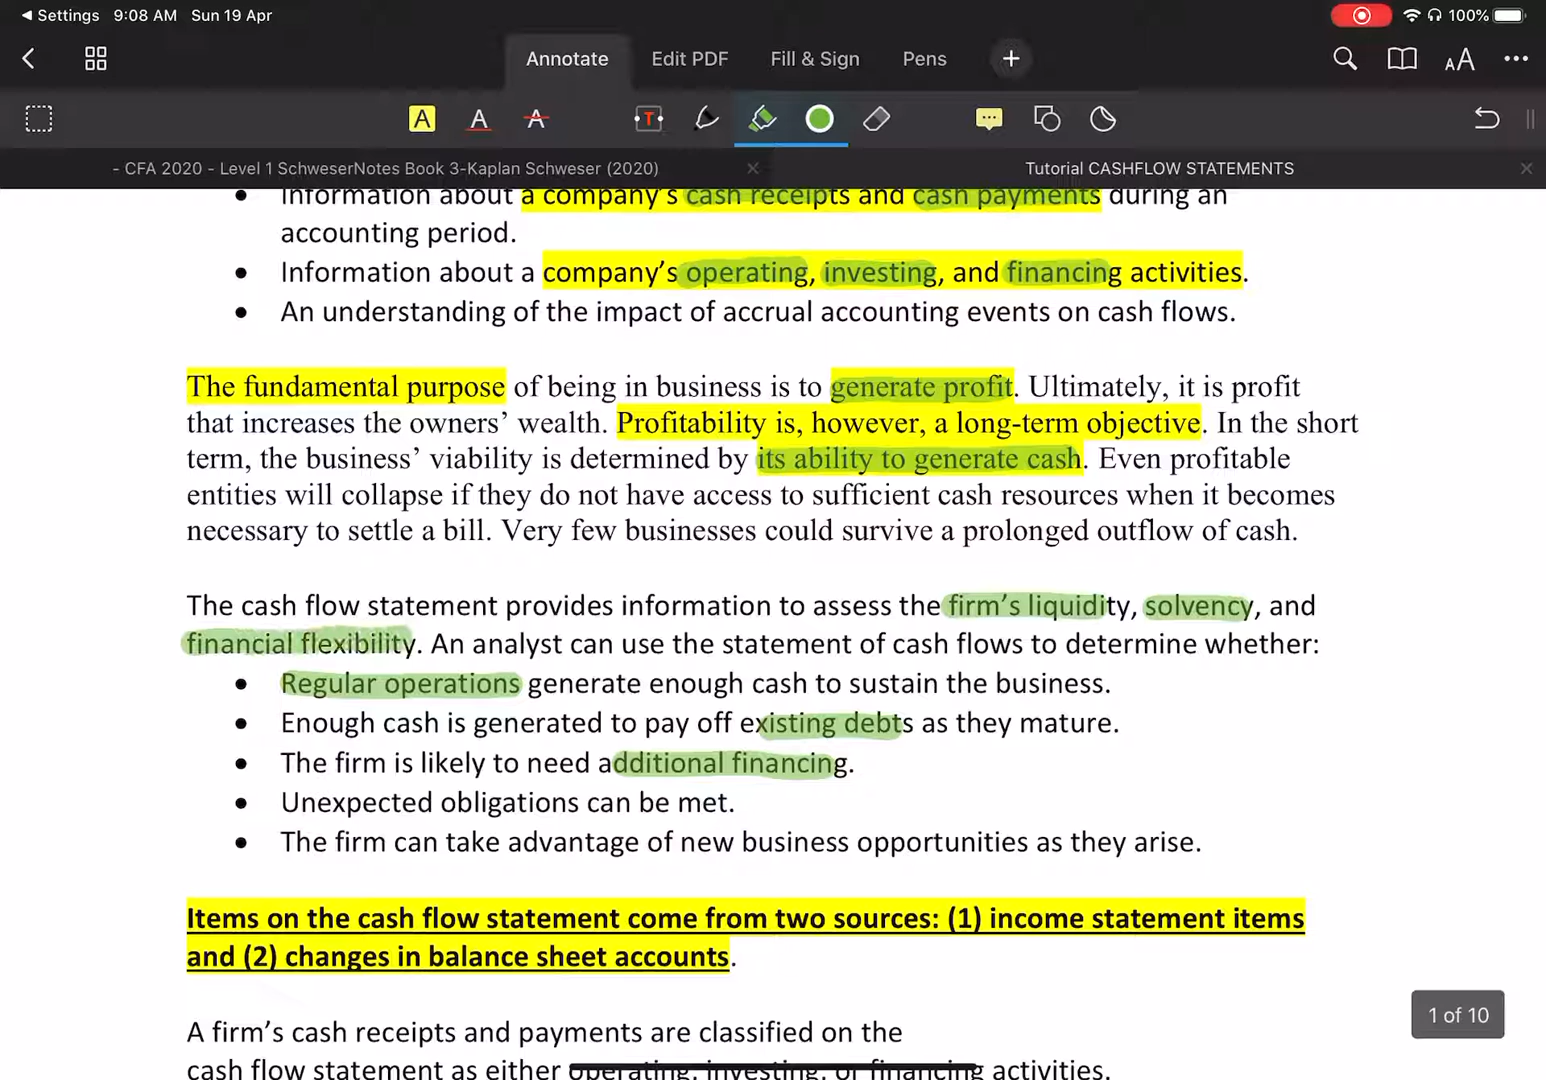 Settings 9:08 AM Sun 19 Apr 100%
Annotate Edit PDF Fill & Sign Pens +
AA
A A A T
- CFA 2020 - Level 1 SchweserNotes Book 3-Kaplan Schweser (2020) × Tutorial CASHFLOW STATEMENTS ×
• Information about a company's cash receipts and cash payments during an
accounting period.
• Information about a company's operating, investing, and financing activities.
• An understanding of the impact of accrual accounting events on cash flows.
The fundamental purpose of being in business is to generate profit. Ultimately, it is profit
that increases the owners' wealth. Profitability is, however, a long-term objective. In the short
term, the business' viability is determined by its ability to generate cash. Even profitable
entities will collapse if they do not have access to sufficient cash resources when it becomes
necessary to settle a bill. Very few businesses could survive a prolonged outflow of cash.
The cash flow statement provides information to assess the firm's liquidity, solvency, and
financial flexibility. An analyst can use the statement of cash flows to determine whether:
• Regular operations generate enough cash to sustain the business.
• Enough cash is generated to pay off existing debts as they mature.
• The firm is likely to need additional financing.
• Unexpected obligations can be met.
• The firm can take advantage of new business opportunities as they arise.
Items on the cash flow statement come from two sources: (1) income statement items
and (2) changes in balance sheet accounts.
1 of 10
A firm's cash receipts and payments are classified on the
cash flow statement as either operating, investing, or financing activities.